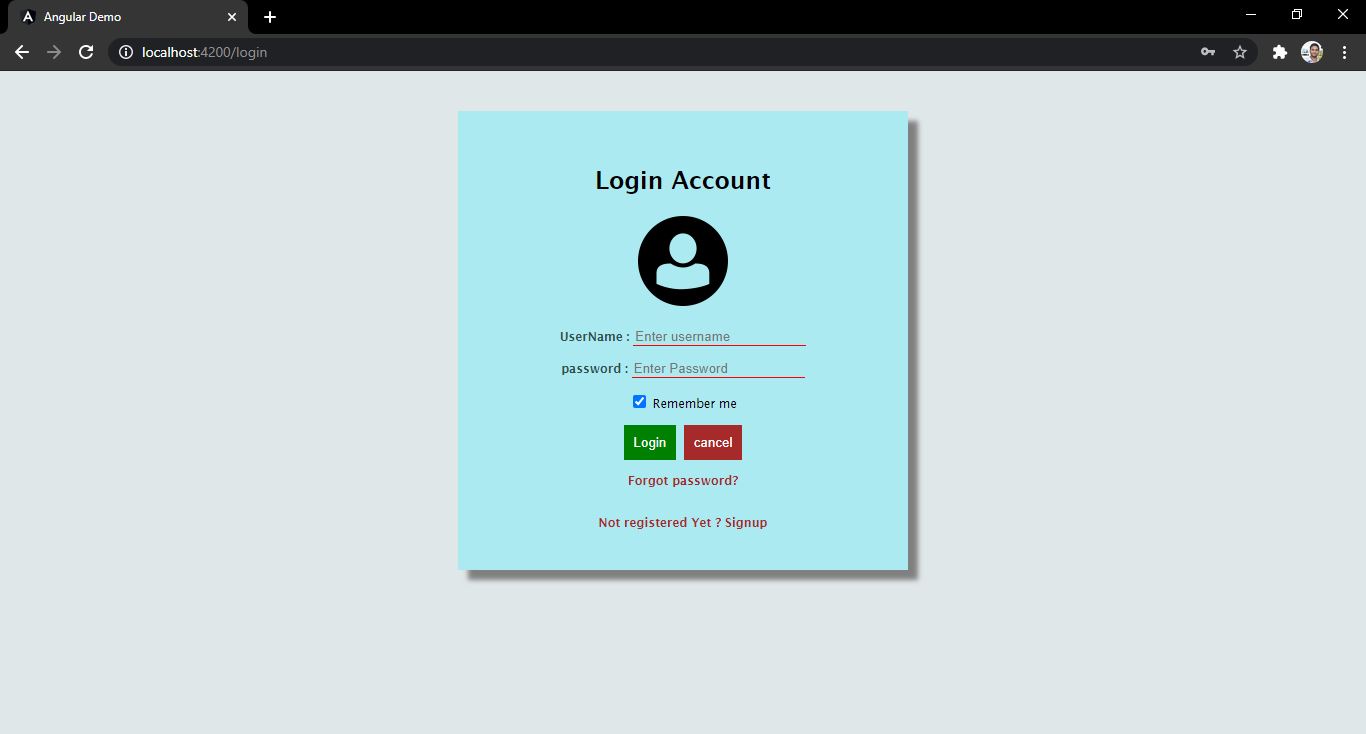 Angular Demo
localhost:4200/login
Login Account
UserName : Enter username
password : Enter Password
Remember me
Login cancel
Forgot password?
Not registered Yet ? Signup